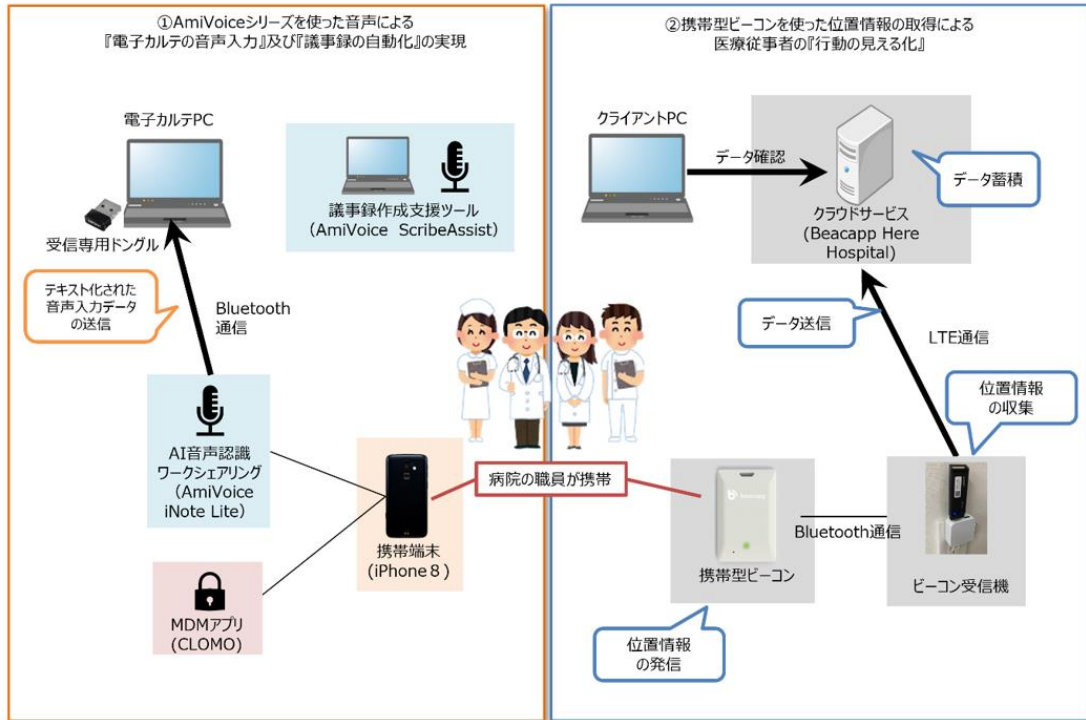 ①AmiVoiceシリーズを使った音声による
『電子カルテの音声入力』及び『議事録の自動化』の実現
電子カルテPC
受信専用ドングル
議事録作成支援ツール
（AmiVoice ScribeAssist）
テキスト化された
音声入力データ
の送信
Bluetooth
通信
AI音声認識
ワークシェアリング
（AmiVoice
iNote Lite）
携帯端末
(iPhone８)
MDMアプリ
(CLOMO)
病院の職員が携帯
②携帯型ビーコンを使った位置情報の取得による
医療従事者の『行動の見える化』
クライアントPC
データ確認
クラウドサービス
(Beacapp Here
Hospital)
データ蓄積
データ送信
LTE通信
位置情報
の収集
beacapp
Bluetooth通信
携帯型ビーコン
ビーコン受信機
位置情報
の発信